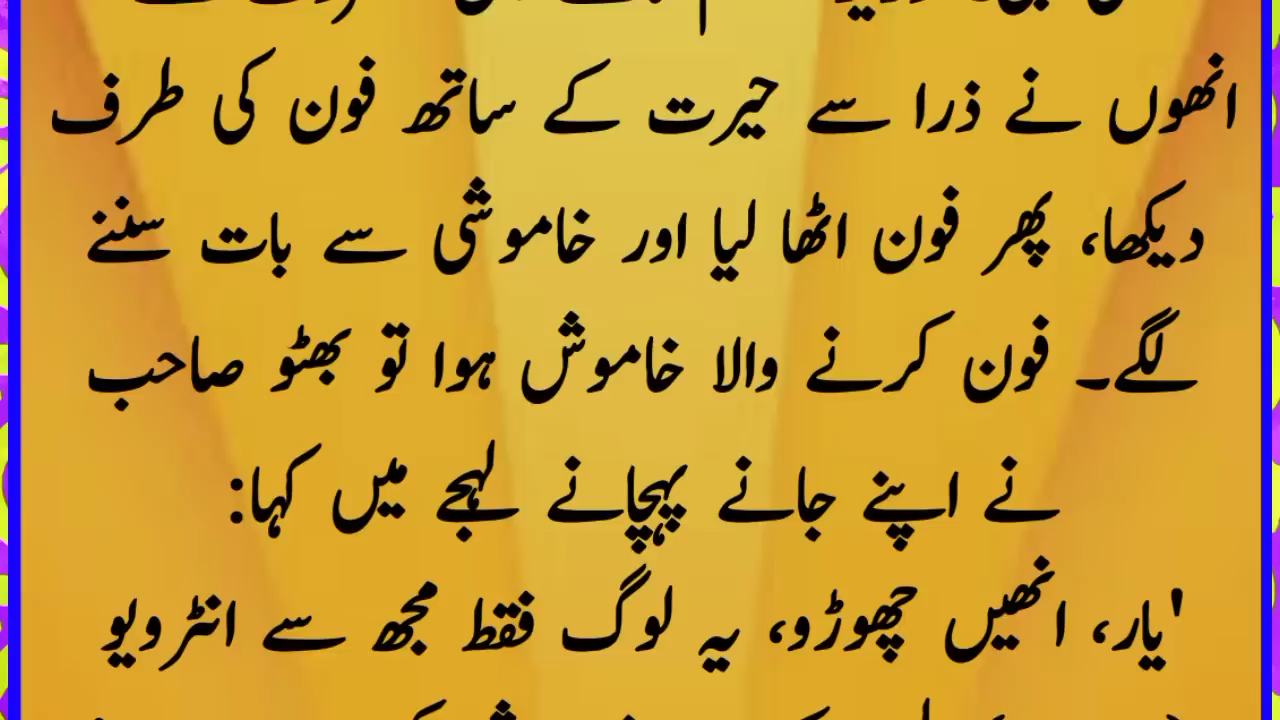 انھوں نے ذرا سے حیرت کے ساتھ فون کی طرف
دیکھا، پھر فون اٹھا لیا اور خاموشی سے بات سننے
لگے۔ فون کرنے والا خاموش ہوا تو بھٹو صاحب
نے اپنے جانے پہچانے لہجے میں کہا:
'یار، انھیں چھوڑو، یہ لوگ فقط مجھ سے انٹرویو